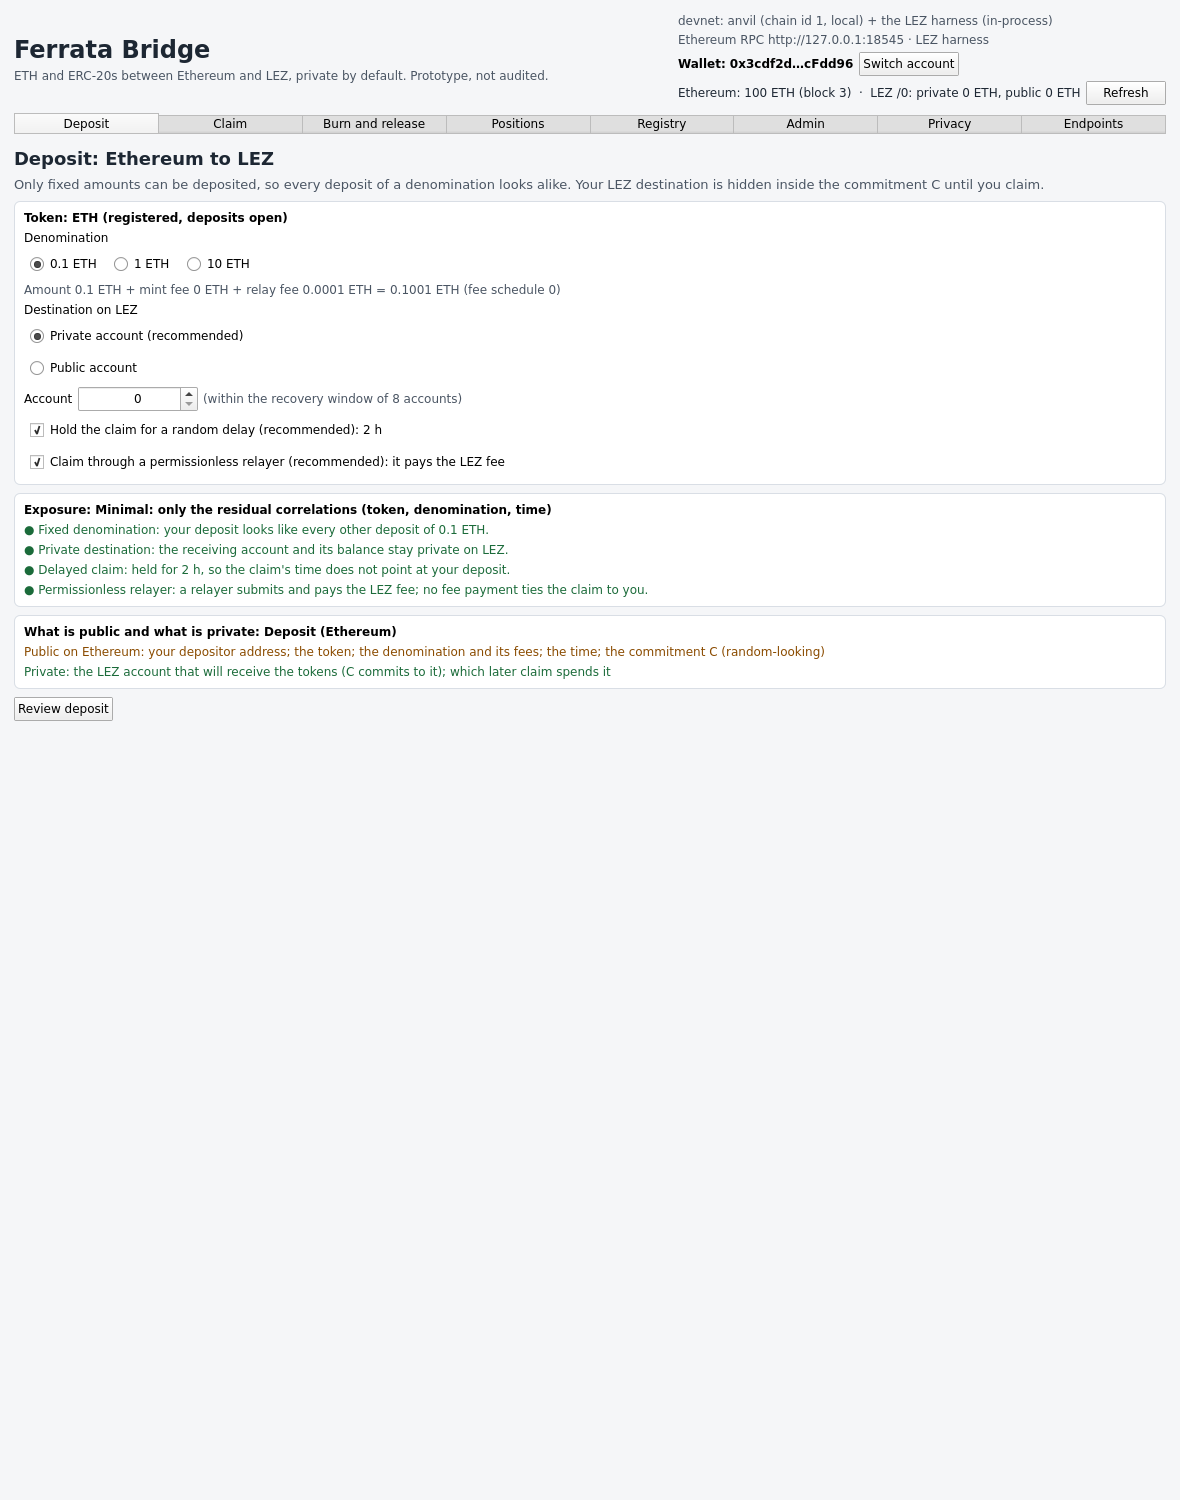 Ferrata Bridge
ETH and ERC-20s between Ethereum and LEZ, private by default. Prototype, not audited.
devnet: anvil (chain id 1, local) + the LEZ harness (in-process)
Ethereum RPC http://127.0.0.1:18545 · LEZ harness
Wallet: 0x3cdf2d…cFdd96 Switch account
Ethereum: 100 ETH (block 3) · LEZ /0: private 0 ETH, public 0 ETH Refresh
Deposit Claim Burn and release Positions Registry Admin Privacy Endpoints
Deposit: Ethereum to LEZ
Only fixed amounts can be deposited, so every deposit of a denomination looks alike. Your LEZ destination is hidden inside the commitment C until you claim.
Token: ETH (registered, deposits open)
Denomination
0.1 ETH 1 ETH 10 ETH
Amount 0.1 ETH + mint fee 0 ETH + relay fee 0.0001 ETH = 0.1001 ETH (fee schedule 0)
Destination on LEZ
Private account (recommended)
Public account
Account 0 (within the recovery window of 8 accounts)
Hold the claim for a random delay (recommended): 2 h
Claim through a permissionless relayer (recommended): it pays the LEZ fee
Exposure: Minimal: only the residual correlations (token, denomination, time)
● Fixed denomination: your deposit looks like every other deposit of 0.1 ETH.
● Private destination: the receiving account and its balance stay private on LEZ.
● Delayed claim: held for 2 h, so the claim's time does not point at your deposit.
● Permissionless relayer: a relayer submits and pays the LEZ fee; no fee payment ties the claim to you.
What is public and what is private: Deposit (Ethereum)
Public on Ethereum: your depositor address; the token; the denomination and its fees; the time; the commitment C (random-looking)
Private: the LEZ account that will receive the tokens (C commits to it); which later claim spends it
Review deposit